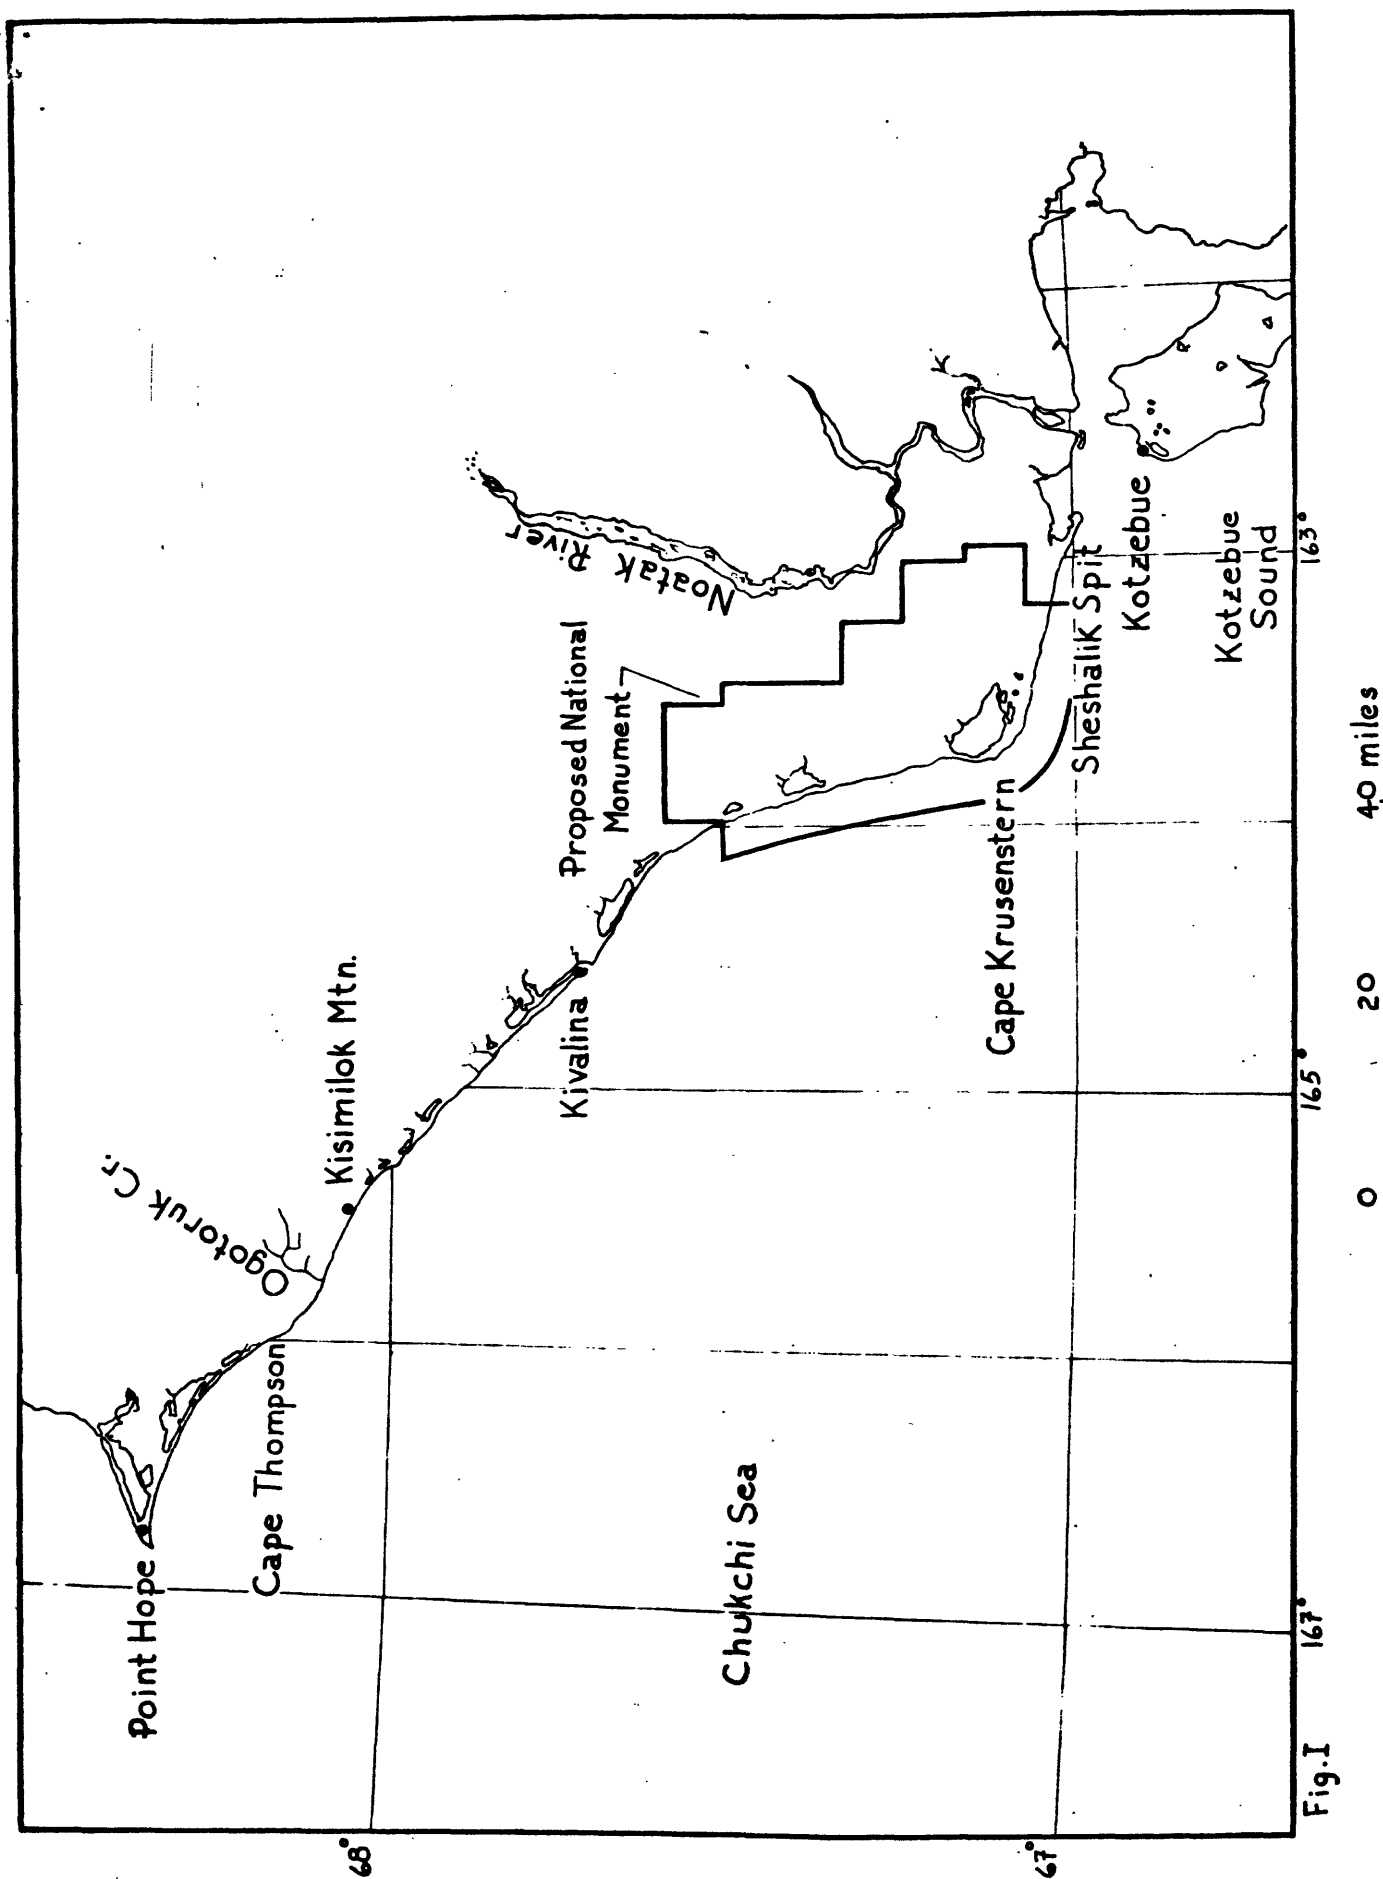 Point Hope
Cape Thompson
Ogotoruk Cr.
Kisimilok Mtn.
Kivalina
Proposed National
Monument
Noatak
River
Chukchi Sea
Cape Krusenstern
Sheshalik Spit
Kotzebue
Kotzebue
Sound
68°
67°
167°
165°
163°
Fig. I
0 20 40 miles